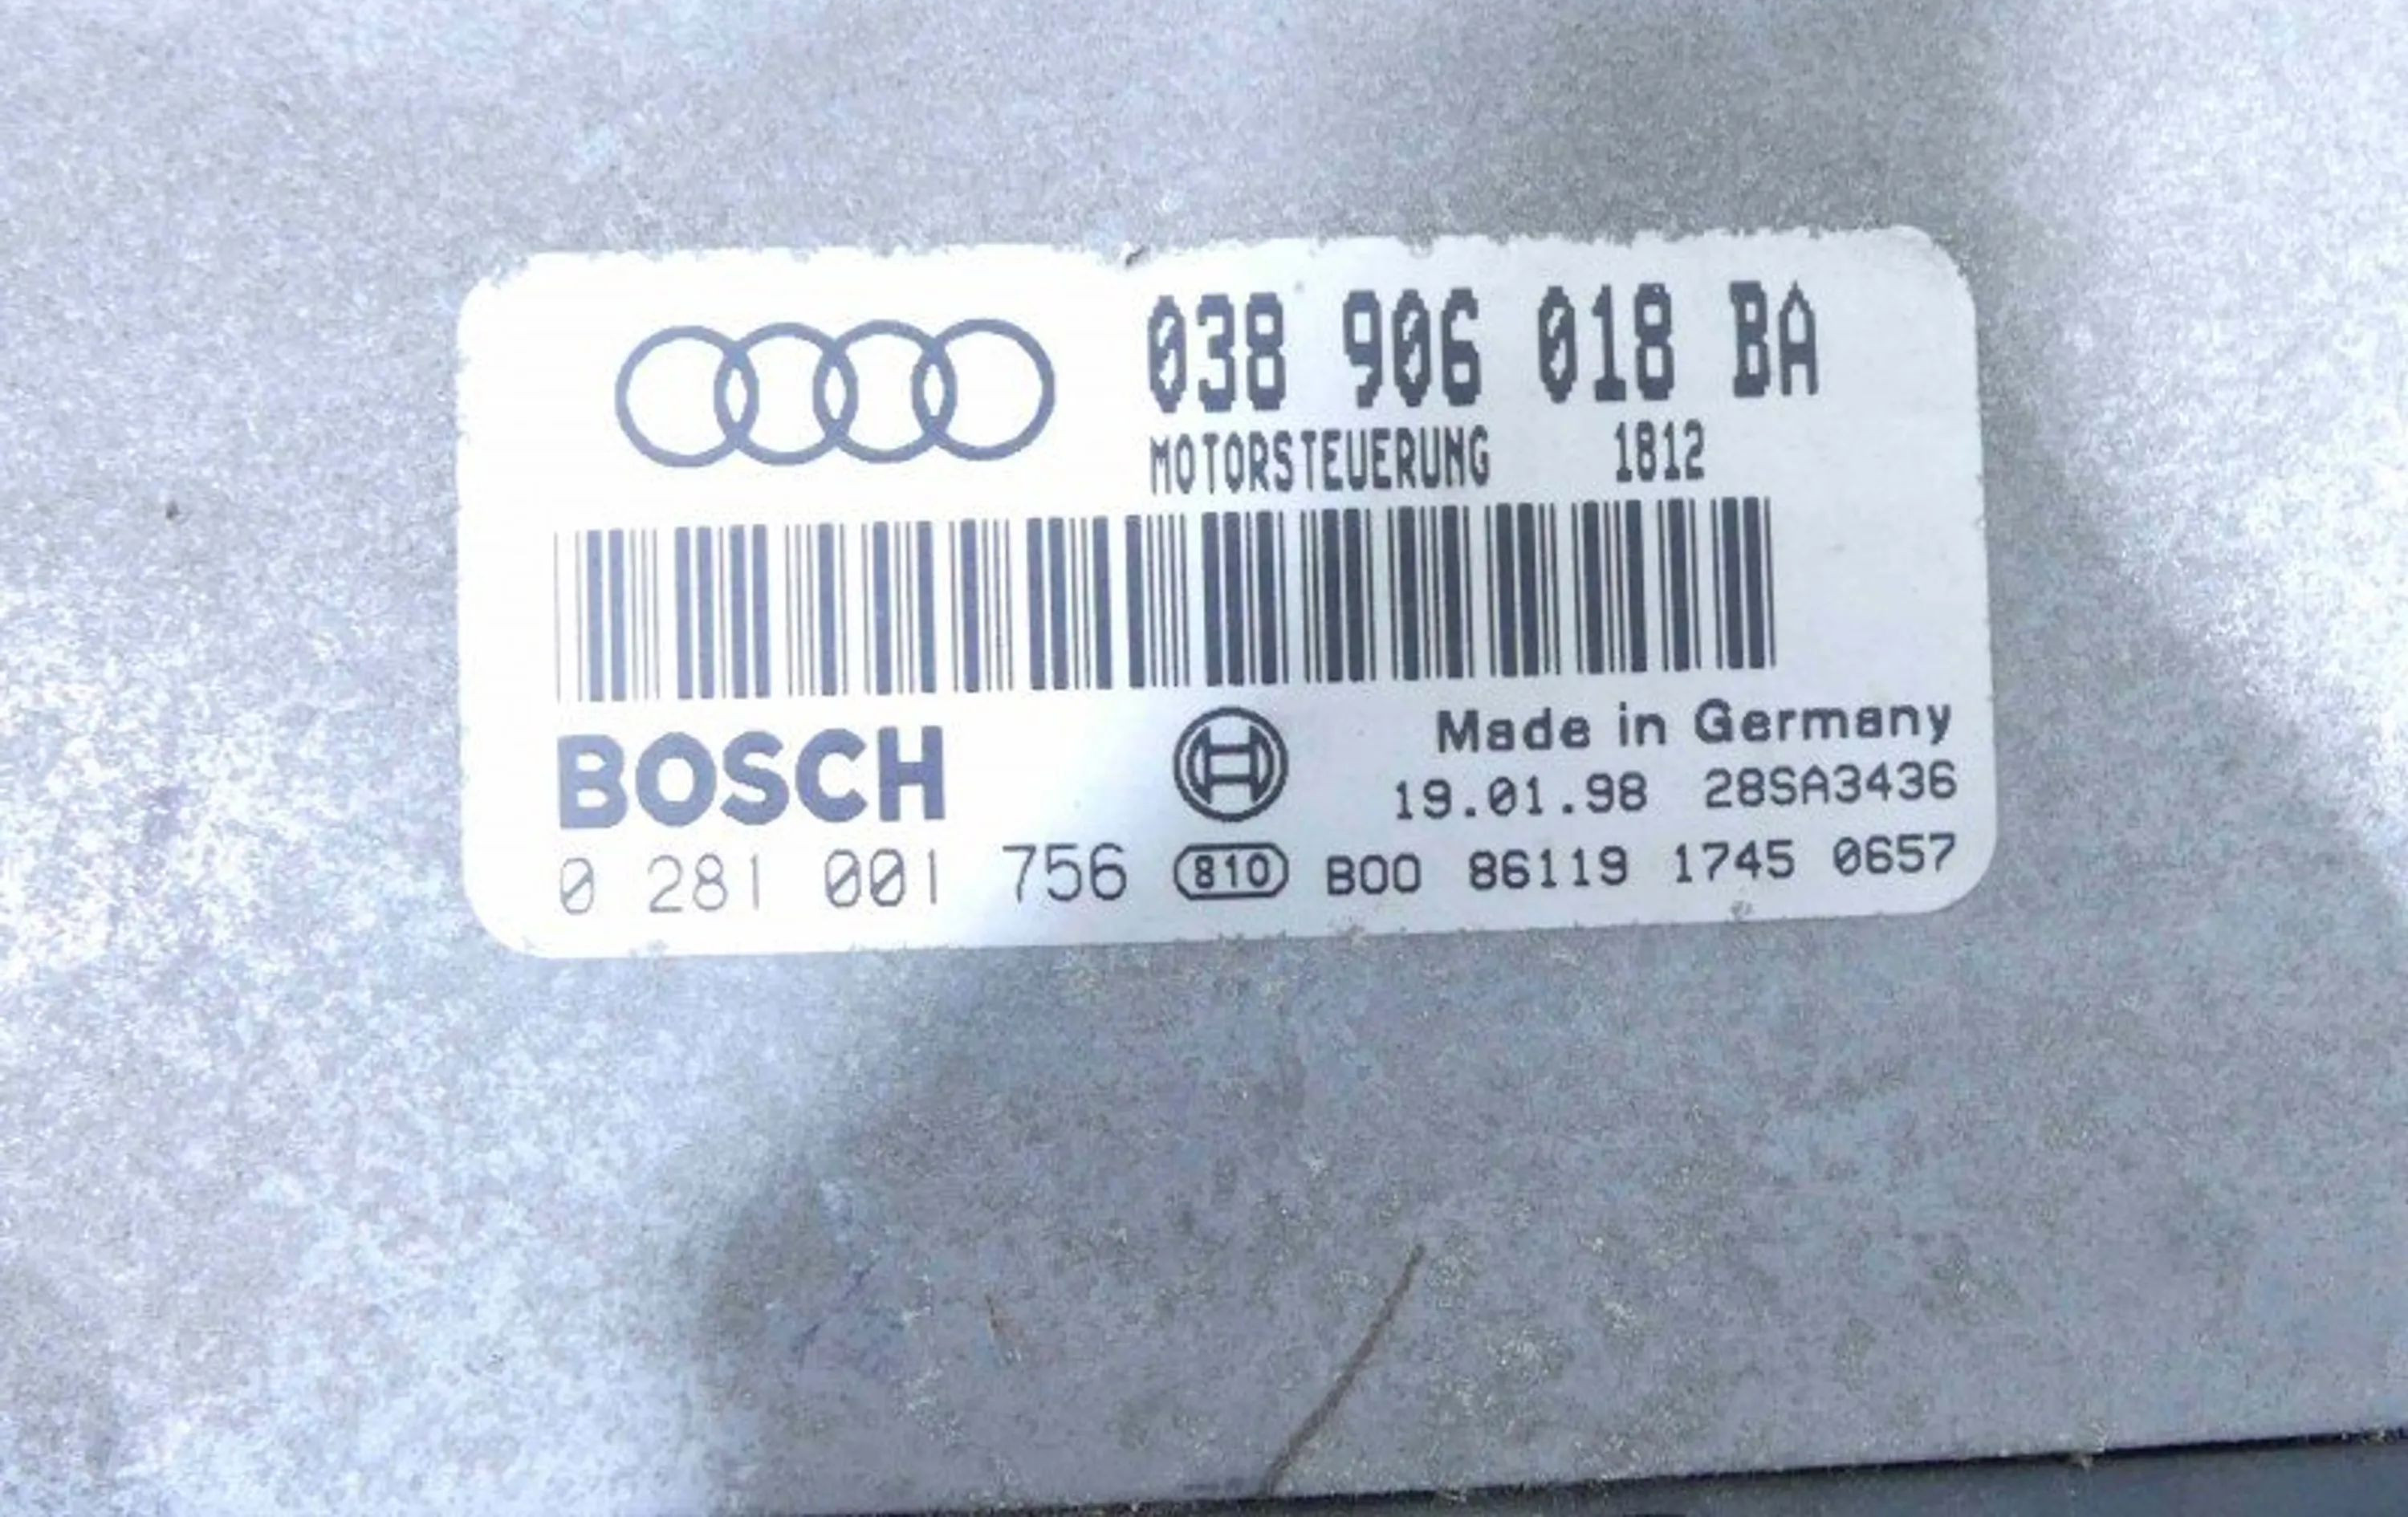 038 906 018 BA
MOTORSTEUERUNG 1812
BOSCH
Made in Germany
19.01.98 28SA3436
0 281 001 756 810 B00 86119 1745 0657